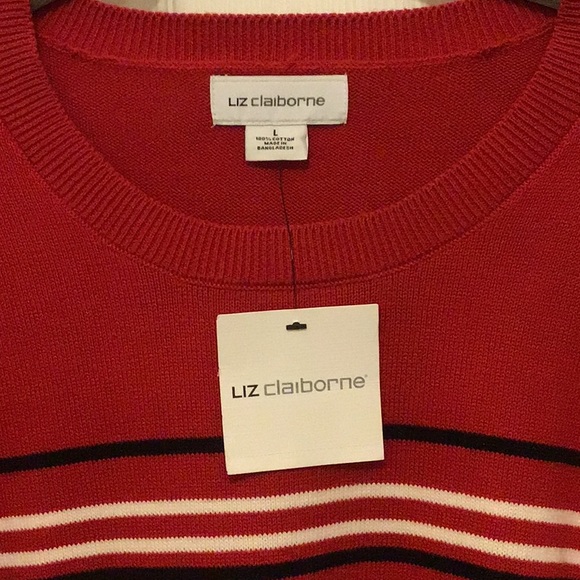 LIZ claiborne
L
100% COTTON
MADE IN
BANGLADESH
LIZ claiborne®